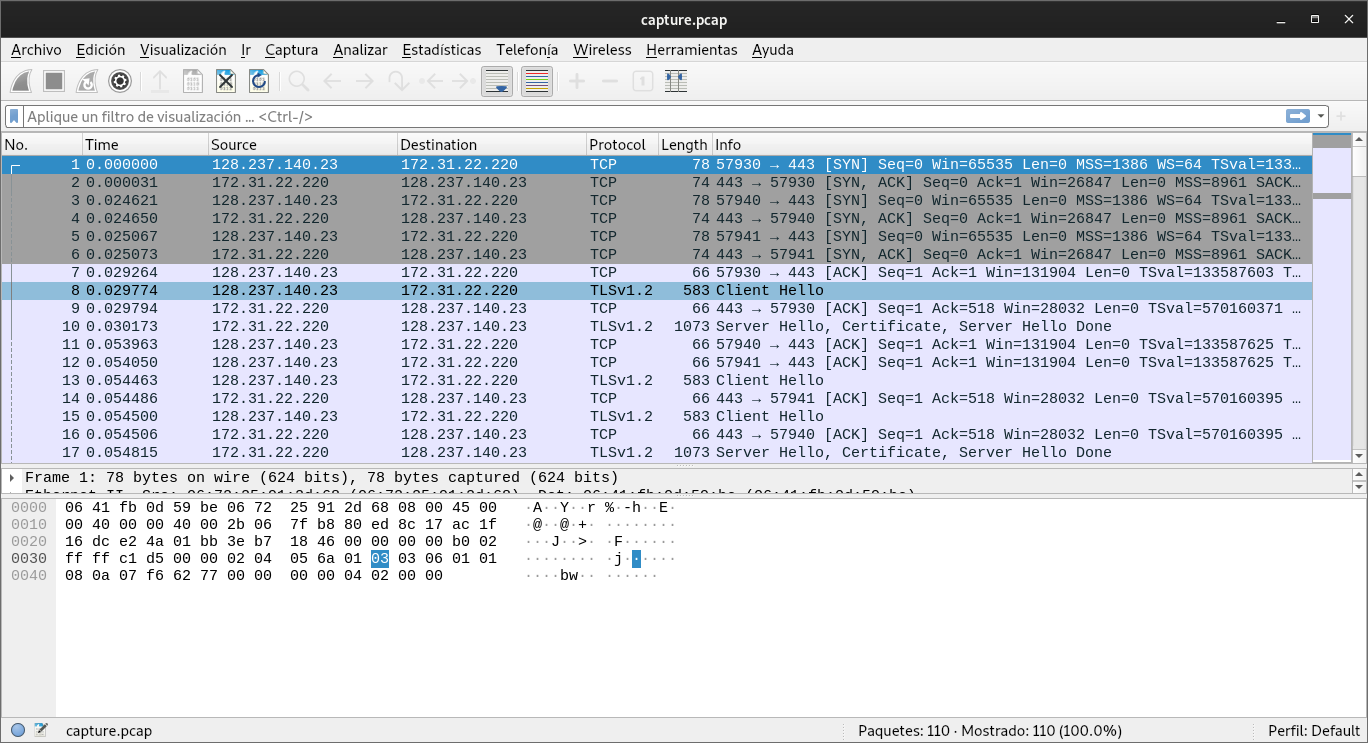 capture.pcap
Archivo Edición Visualización Ir Captura Analizar Estadísticas Telefonía Wireless Herramientas Ayuda
Aplique un filtro de visualización ... <Ctrl-/>
No. Time Source Destination Protocol Length Info
1 0.000000 128.237.140.23 172.31.22.220 TCP 78 57930 → 443 [SYN] Seq=0 Win=65535 Len=0 MSS=1386 WS=64 TSval=133…
2 0.000031 172.31.22.220 128.237.140.23 TCP 74 443 → 57930 [SYN, ACK] Seq=0 Ack=1 Win=26847 Len=0 MSS=8961 SACK…
3 0.024621 128.237.140.23 172.31.22.220 TCP 78 57940 → 443 [SYN] Seq=0 Win=65535 Len=0 MSS=1386 WS=64 TSval=133…
4 0.024650 172.31.22.220 128.237.140.23 TCP 74 443 → 57940 [SYN, ACK] Seq=0 Ack=1 Win=26847 Len=0 MSS=8961 SACK…
5 0.025067 128.237.140.23 172.31.22.220 TCP 78 57941 → 443 [SYN] Seq=0 Win=65535 Len=0 MSS=1386 WS=64 TSval=133…
6 0.025073 172.31.22.220 128.237.140.23 TCP 74 443 → 57941 [SYN, ACK] Seq=0 Ack=1 Win=26847 Len=0 MSS=8961 SACK…
7 0.029264 128.237.140.23 172.31.22.220 TCP 66 57930 → 443 [ACK] Seq=1 Ack=1 Win=131904 Len=0 TSval=133587603 T…
8 0.029774 128.237.140.23 172.31.22.220 TLSv1.2 583 Client Hello
9 0.029794 172.31.22.220 128.237.140.23 TCP 66 443 → 57930 [ACK] Seq=1 Ack=518 Win=28032 Len=0 TSval=570160371 …
10 0.030173 172.31.22.220 128.237.140.23 TLSv1.2 1073 Server Hello, Certificate, Server Hello Done
11 0.053963 128.237.140.23 172.31.22.220 TCP 66 57940 → 443 [ACK] Seq=1 Ack=1 Win=131904 Len=0 TSval=133587625 T…
12 0.054050 128.237.140.23 172.31.22.220 TCP 66 57941 → 443 [ACK] Seq=1 Ack=1 Win=131904 Len=0 TSval=133587625 T…
13 0.054463 128.237.140.23 172.31.22.220 TLSv1.2 583 Client Hello
14 0.054486 172.31.22.220 128.237.140.23 TCP 66 443 → 57941 [ACK] Seq=1 Ack=518 Win=28032 Len=0 TSval=570160395 …
15 0.054500 128.237.140.23 172.31.22.220 TLSv1.2 583 Client Hello
16 0.054506 172.31.22.220 128.237.140.23 TCP 66 443 → 57940 [ACK] Seq=1 Ack=518 Win=28032 Len=0 TSval=570160395 …
17 0.054815 172.31.22.220 128.237.140.23 TLSv1.2 1073 Server Hello, Certificate, Server Hello Done
Frame 1: 78 bytes on wire (624 bits), 78 bytes captured (624 bits)
0000 06 41 fb 0d 59 be 06 72 25 91 2d 68 08 00 45 00 ·A··Y··r %·-h··E·
0010 00 40 00 00 40 00 2b 06 7f b8 80 ed 8c 17 ac 1f ·@··@·+· ········
0020 16 dc e2 4a 01 bb 3e b7 18 46 00 00 00 00 b0 02 ···J··>· ·F······
0030 ff ff c1 d5 00 00 02 04 05 6a 01 03 03 06 01 01 ········ ·j······
0040 08 0a 07 f6 62 77 00 00 00 00 04 02 00 00 ····bw·· ······
capture.pcap Paquetes: 110 · Mostrado: 110 (100.0%) Perfil: Default